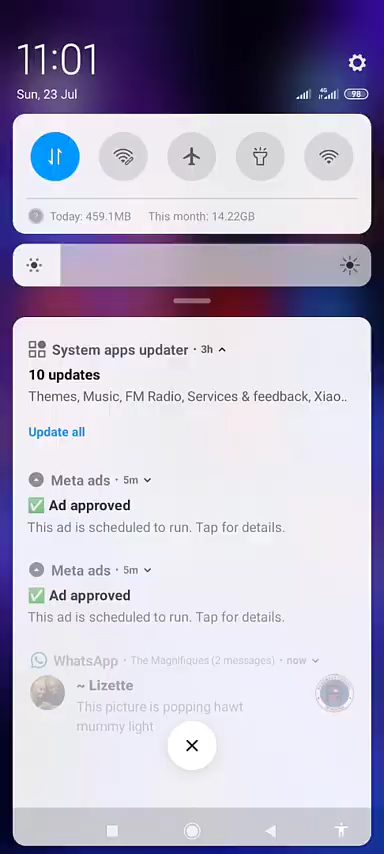 11:01
Sun, 23 Jul
4G
98
Today: 459.1MB This month: 14.22GB
System apps updater · 3h
10 updates
Themes, Music, FM Radio, Services & feedback, Xiao..
Update all
Meta ads · 5m
✅ Ad approved
This ad is scheduled to run. Tap for details.
Meta ads · 5m
✅ Ad approved
This ad is scheduled to run. Tap for details.
WhatsApp · The Magnifiques (2 messages) · now
~ Lizette
This picture is popping hawt
mummy light